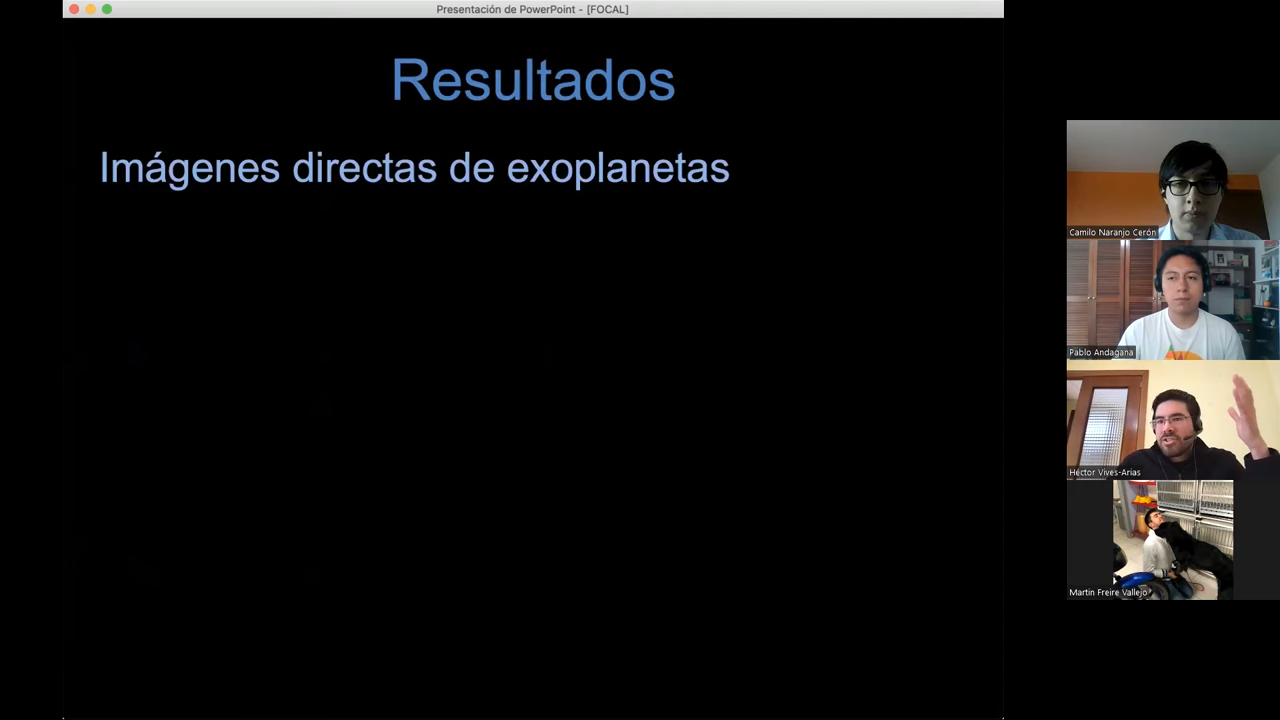 Presentación de PowerPoint - [FOCAL]
Resultados
Imágenes directas de exoplanetas
Camilo Naranjo Cerón
Pablo Andagana
Héctor Vives-Arias
Martin Freire Vallejo